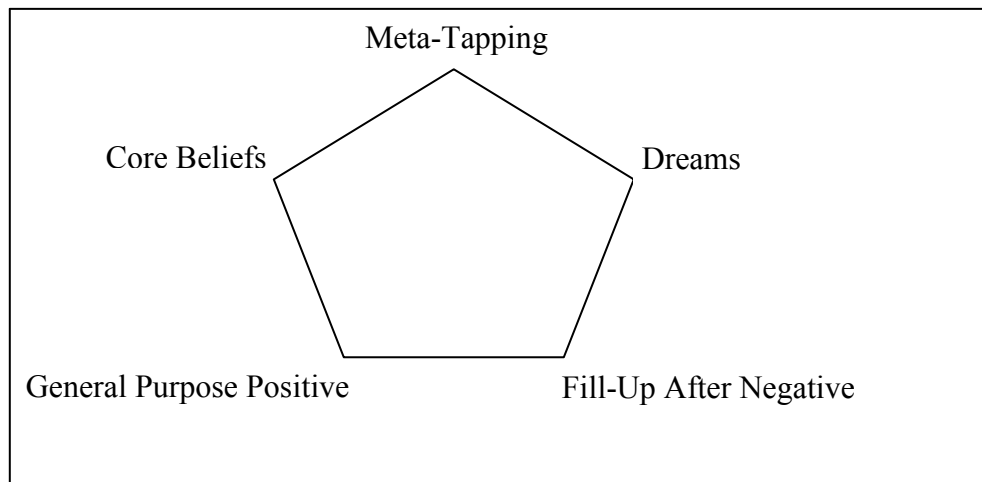 Meta-Tapping
Core Beliefs
Dreams
General Purpose Positive
Fill-Up After Negative